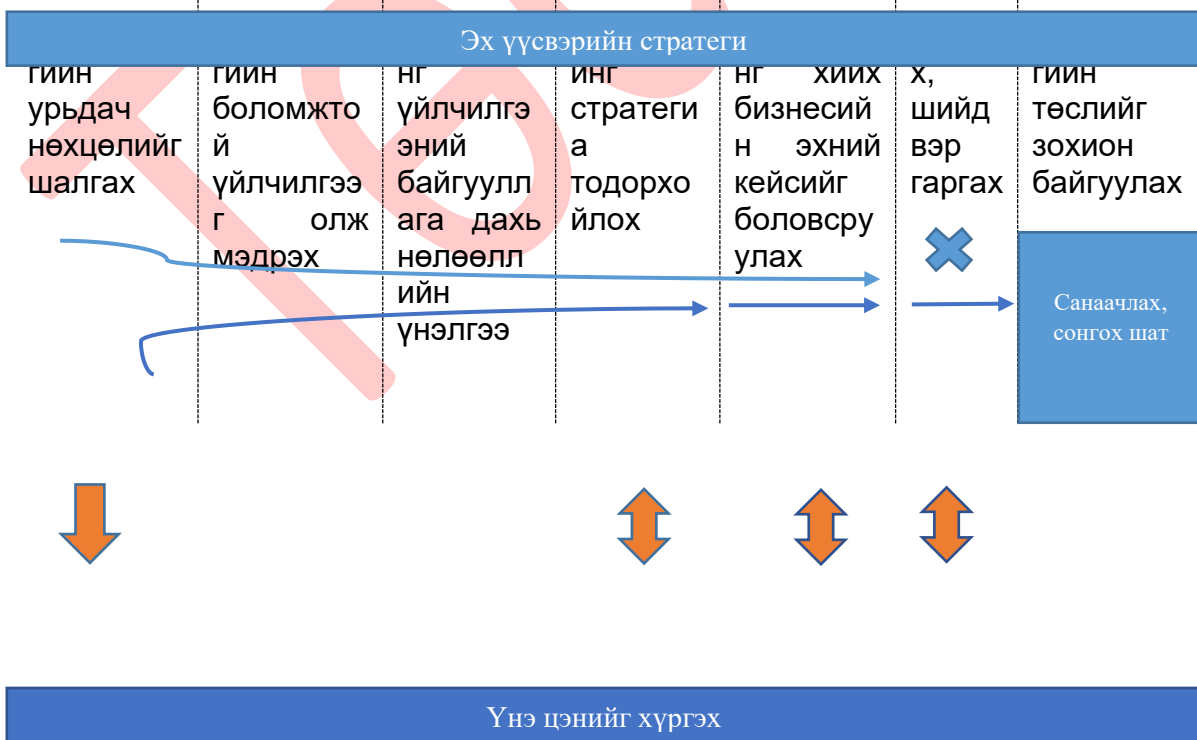 Эх үүсвэрийн стратеги
гийн
урьдач
нөхцөлийг
шалгах
гийн
боломжто
й
үйлчилгээ
г олж
мэдрэх
нг
үйлчилгэ
эний
байгуулл
ага дахь
нөлөөлл
ийн
үнэлгээ
инг
стратеги
а
тодорхо
йлох
нг хийх
бизнесий
н эхний
кейсийг
боловсру
улах
х,
шийд
вэр
гаргах
гийн
төслийг
зохион
байгуулах
Санаачлах,
сонгох шат
Үнэ цэнийг хүргэх